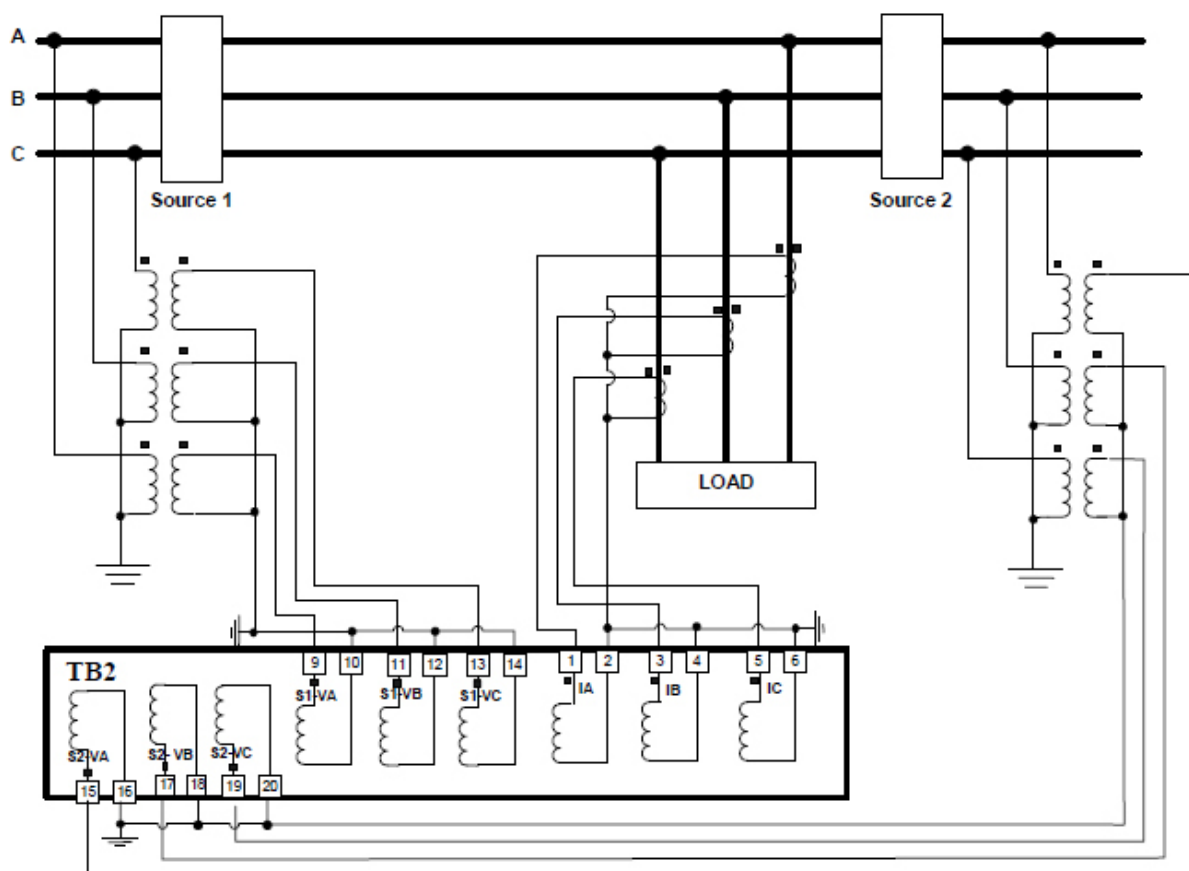 A
B
C
Source 1
Source 2
LOAD
TB2
9
10
11
12
13
14
1
2
3
4
5
6
S1-VA
S1-VB
S1-VC
IA
IB
IC
S2-VA
S2- VB
S2-VC
15
16
17
18
19
20